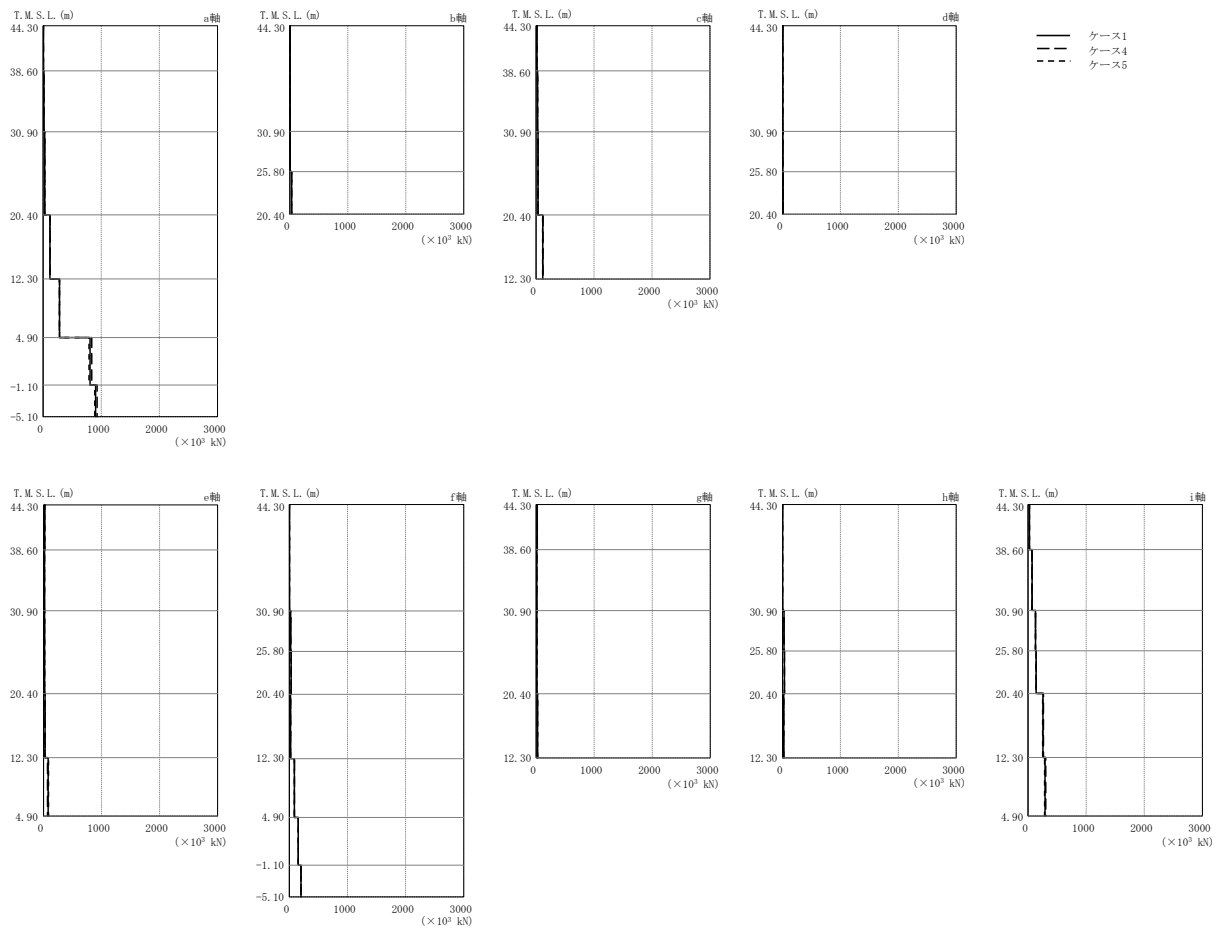 T.M.S.L.(m) a軸
44.30
38.60
30.90
20.40
12.30
4.90
-1.10
-5.10
0 1000 2000 3000
(×10³ kN)
T.M.S.L.(m) b軸
44.30
30.90
25.80
20.40
0 1000 2000 3000
(×10³ kN)
T.M.S.L.(m) c軸
44.30
38.60
30.90
20.40
12.30
0 1000 2000 3000
(×10³ kN)
T.M.S.L.(m) d軸
44.30
30.90
25.80
20.40
0 1000 2000 3000
(×10³ kN)
ケース1
ケース4
ケース5
T.M.S.L.(m) e軸
44.30
38.60
30.90
20.40
12.30
4.90
0 1000 2000 3000
(×10³ kN)
T.M.S.L.(m) f軸
44.30
30.90
25.80
20.40
12.30
4.90
-1.10
-5.10
0 1000 2000 3000
(×10³ kN)
T.M.S.L.(m) g軸
44.30
38.60
30.90
20.40
12.30
0 1000 2000 3000
(×10³ kN)
T.M.S.L.(m) h軸
44.30
30.90
25.80
20.40
12.30
0 1000 2000 3000
(×10³ kN)
T.M.S.L.(m) i軸
44.30
38.60
30.90
25.80
20.40
12.30
4.90
0 1000 2000 3000
(×10³ kN)